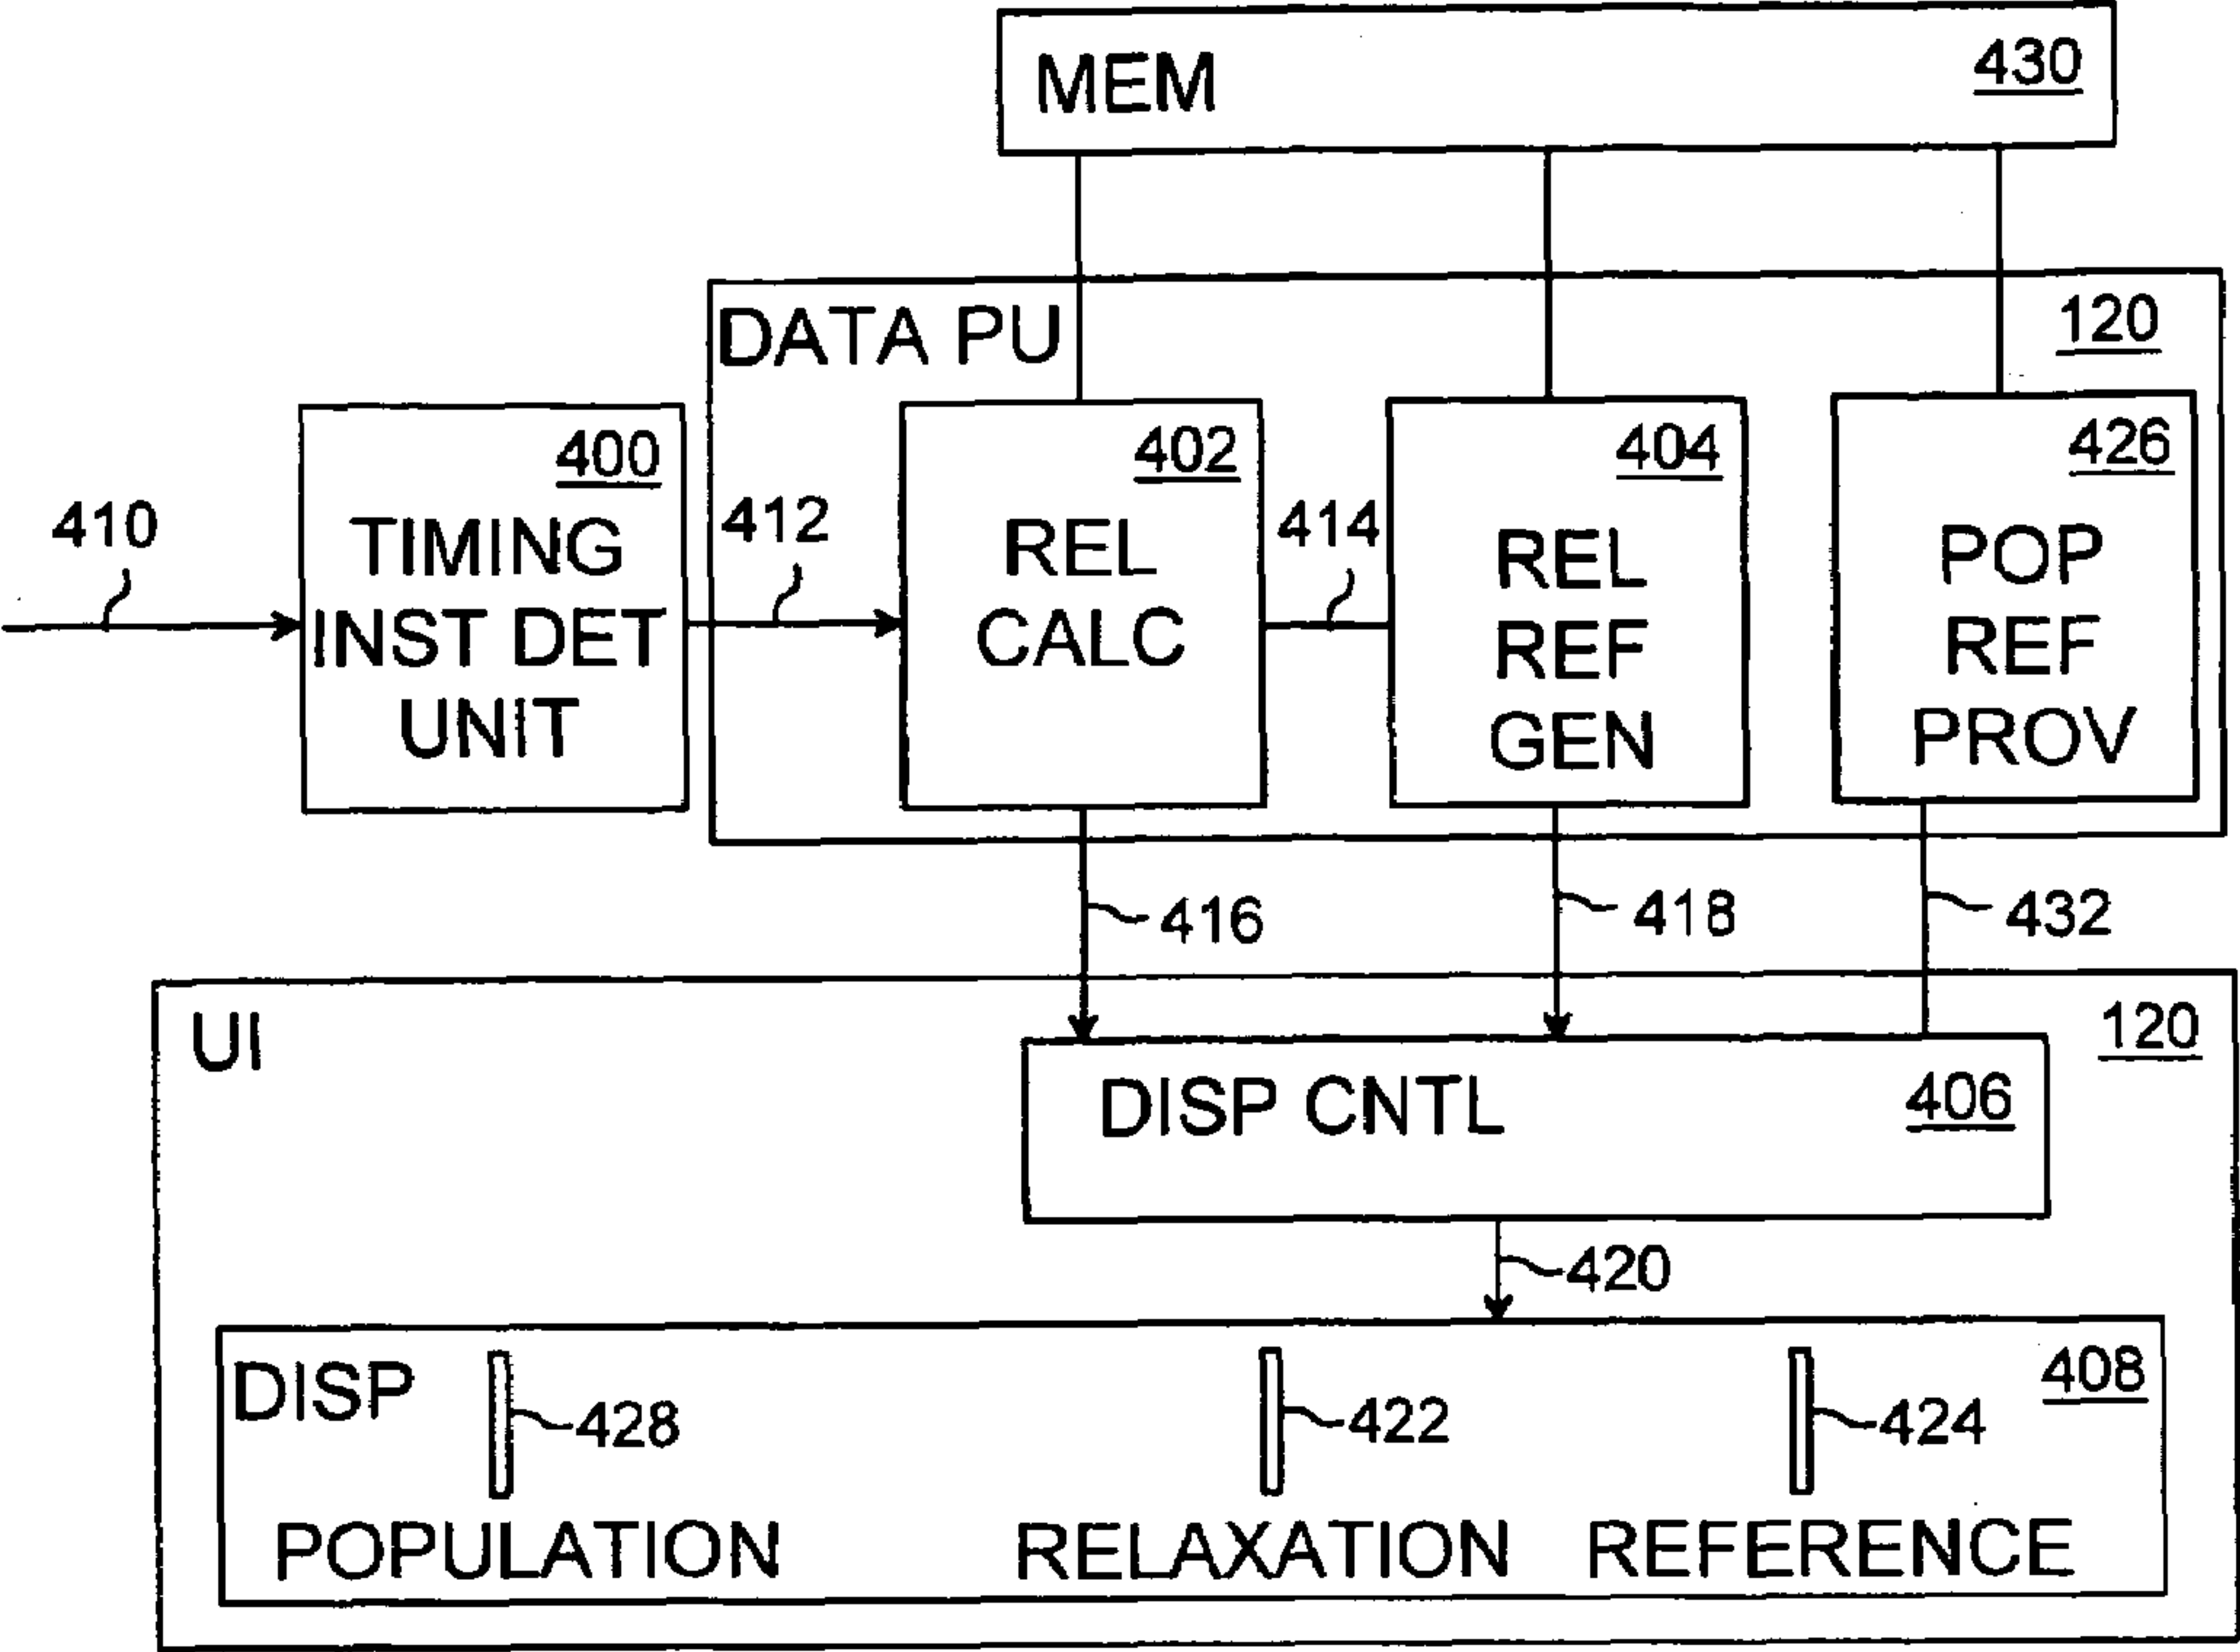 MEM
430
DATA PU
120
400
TIMING
INST DET
UNIT
410
412
402
REL
CALC
414
404
REL
REF
GEN
426
POP
REF
PROV
416
418
432
UI
120
DISP CNTL
406
420
DISP
408
428
422
424
POPULATION
RELAXATION
REFERENCE